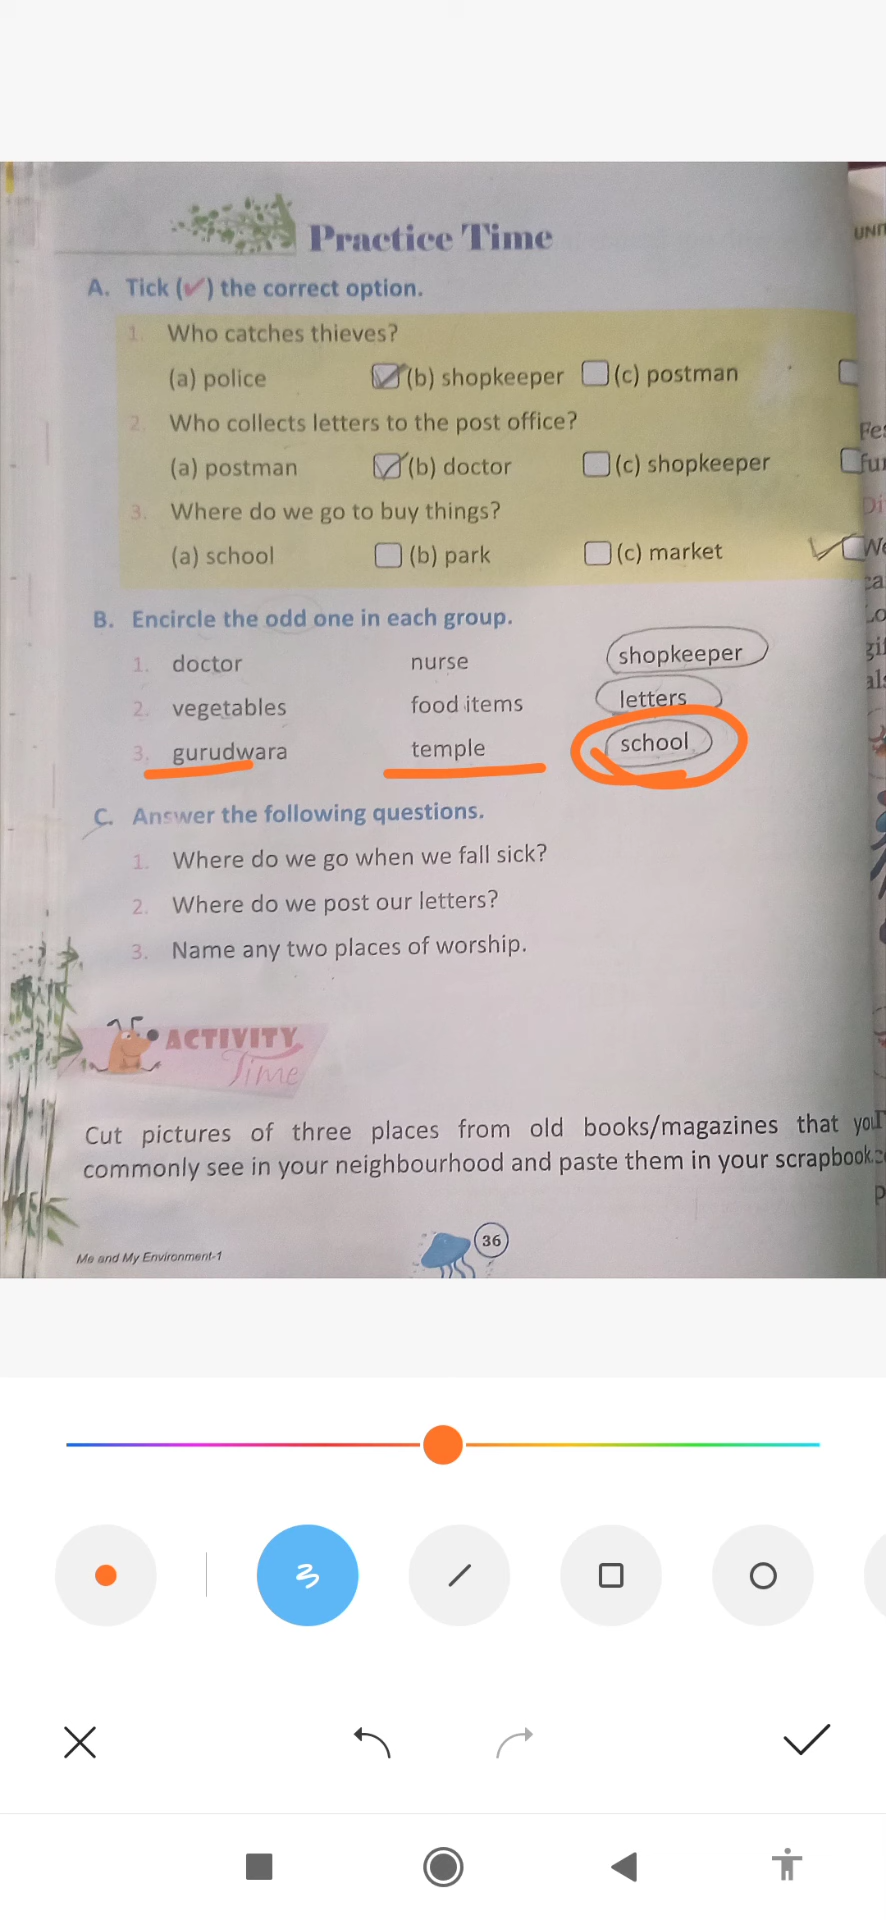 Practice Time
UNIT
A. Tick (✔) the correct option.
1. Who catches thieves?
(a) police (b) shopkeeper (c) postman
2. Who collects letters to the post office?
(a) postman (b) doctor (c) shopkeeper
3. Where do we go to buy things?
(a) school (b) park (c) market
B. Encircle the odd one in each group.
1. doctor nurse shopkeeper
2. vegetables food items letters
3. gurudwara temple school
C. Answer the following questions.
1. Where do we go when we fall sick?
2. Where do we post our letters?
3. Name any two places of worship.
ACTIVITY
Time
Cut pictures of three places from old books/magazines that you
commonly see in your neighbourhood and paste them in your scrapbook.
36
Me and My Environment-1